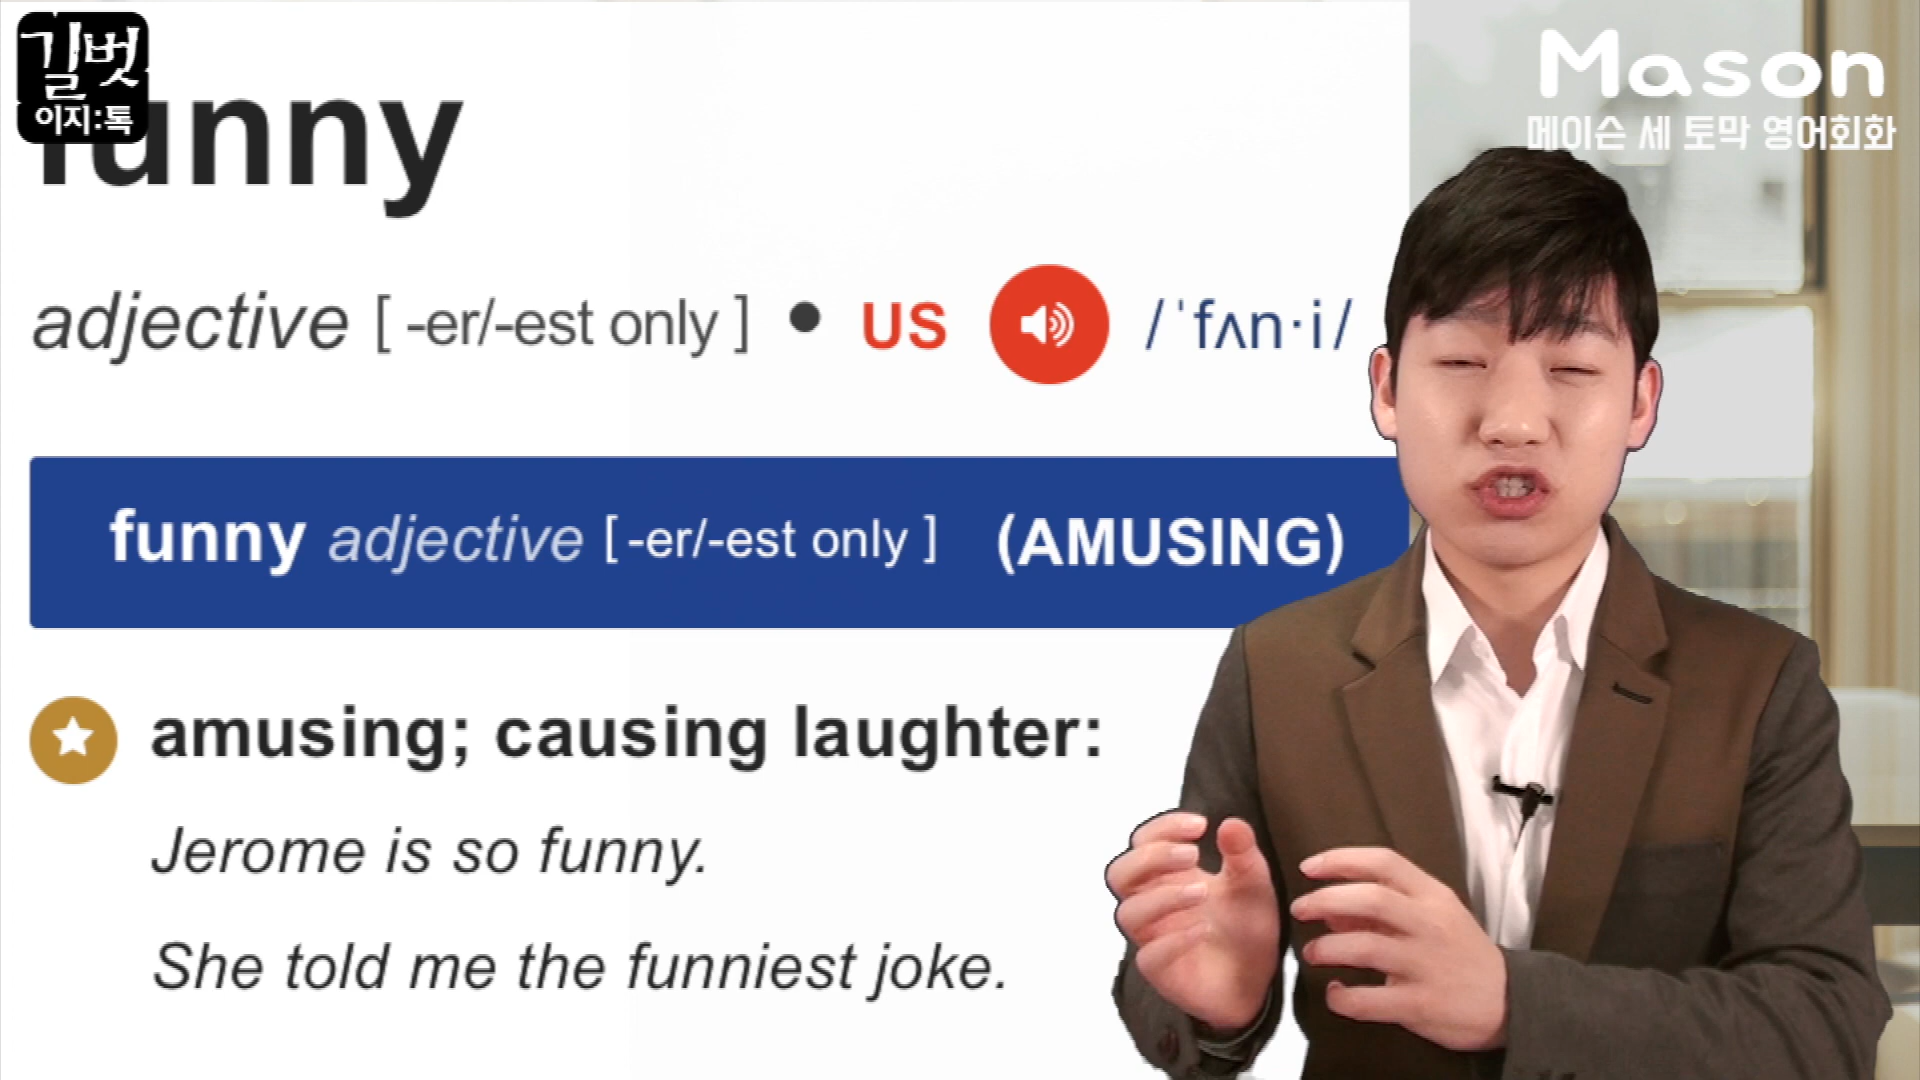 길벗
이지:톡
funny
Mason
메이슨 세 토막 영어회화
adjective [ -er/-est only ] • US /ˈfʌn·i/
funny adjective [ -er/-est only ] (AMUSING)
amusing; causing laughter:
Jerome is so funny.
She told me the funniest joke.